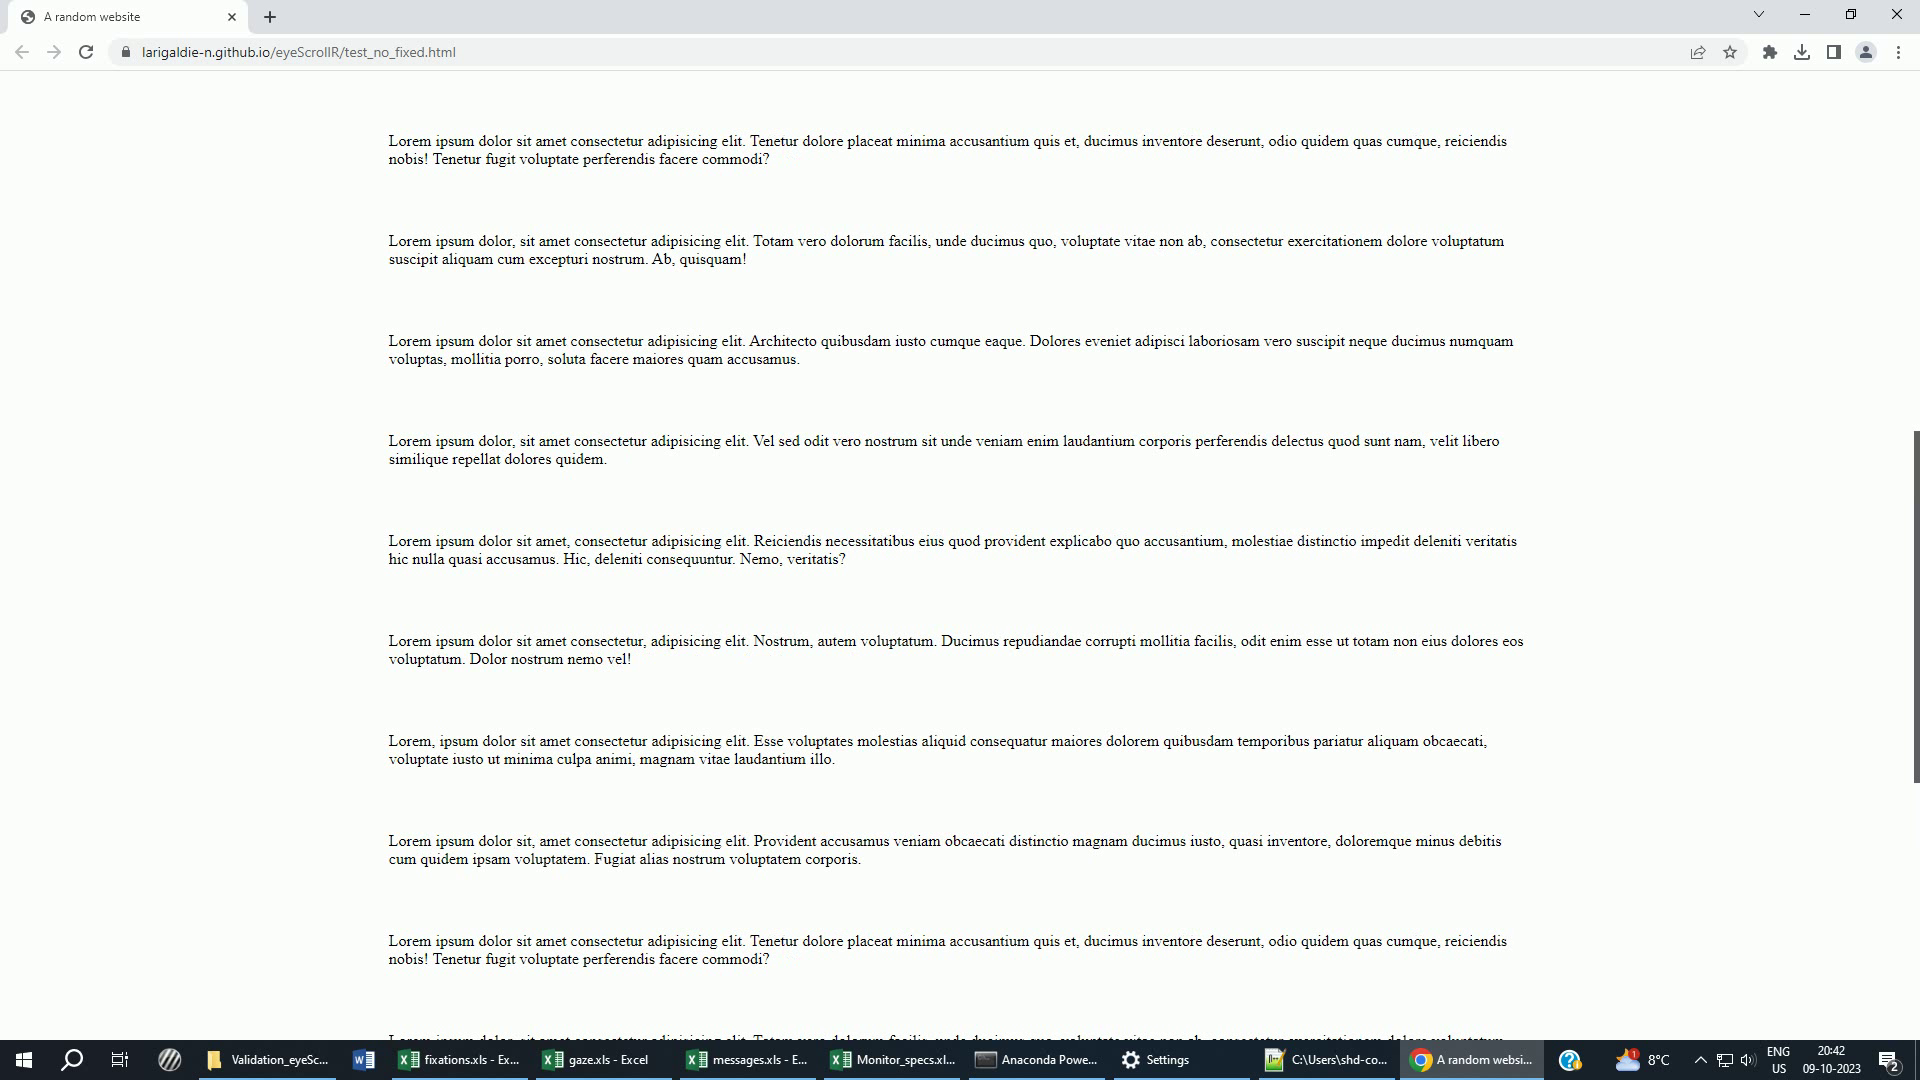 A random website
larigaldie-n.github.io/eyeScrollR/test_no_fixed.html
Lorem ipsum dolor sit amet consectetur adipisicing elit. Tenetur dolore placeat minima accusantium quis et, ducimus inventore deserunt, odio quidem quas cumque, reiciendis
nobis! Tenetur fugit voluptate perferendis facere commodi?
Lorem ipsum dolor, sit amet consectetur adipisicing elit. Totam vero dolorum facilis, unde ducimus quo, voluptate vitae non ab, consectetur exercitationem dolore voluptatum
suscipit aliquam cum excepturi nostrum. Ab, quisquam!
Lorem ipsum dolor sit amet consectetur adipisicing elit. Architecto quibusdam iusto cumque eaque. Dolores eveniet adipisci laboriosam vero suscipit neque ducimus numquam
voluptas, mollitia porro, soluta facere maiores quam accusamus.
Lorem ipsum dolor, sit amet consectetur adipisicing elit. Vel sed odit vero nostrum sit unde veniam enim laudantium corporis perferendis delectus quod sunt nam, velit libero
similique repellat dolores quidem.
Lorem ipsum dolor sit amet, consectetur adipisicing elit. Reiciendis necessitatibus eius quod provident explicabo quo accusantium, molestiae distinctio impedit deleniti veritatis
hic nulla quasi accusamus. Hic, deleniti consequuntur. Nemo, veritatis?
Lorem ipsum dolor sit amet consectetur, adipisicing elit. Nostrum, autem voluptatum. Ducimus repudiandae corrupti mollitia facilis, odit enim esse ut totam non eius dolores eos
voluptatum. Dolor nostrum nemo vel!
Lorem, ipsum dolor sit amet consectetur adipisicing elit. Esse voluptates molestias aliquid consequatur maiores dolorem quibusdam temporibus pariatur aliquam obcaecati,
voluptate iusto ut minima culpa animi, magnam vitae laudantium illo.
Lorem ipsum dolor sit, amet consectetur adipisicing elit. Provident accusamus veniam obcaecati distinctio magnam ducimus iusto, quasi inventore, doloremque minus debitis
cum quidem ipsam voluptatem. Fugiat alias nostrum voluptatem corporis.
Lorem ipsum dolor sit amet consectetur adipisicing elit. Tenetur dolore placeat minima accusantium quis et, ducimus inventore deserunt, odio quidem quas cumque, reiciendis
nobis! Tenetur fugit voluptate perferendis facere commodi?
Validation_eyeSc... fixations.xls - Ex... gaze.xls - Excel messages.xls - E... Monitor_specs.xl... Anaconda Powe... Settings C:\Users\shd-co... A random websi... 1 8°C ENG 20:42
US 09-10-2023 2